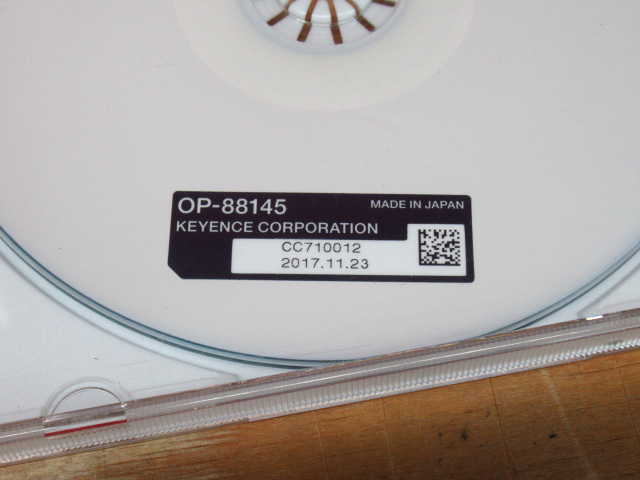 OP-88145 MADE IN JAPAN
KEYENCE CORPORATION
CC710012
2017.11.23